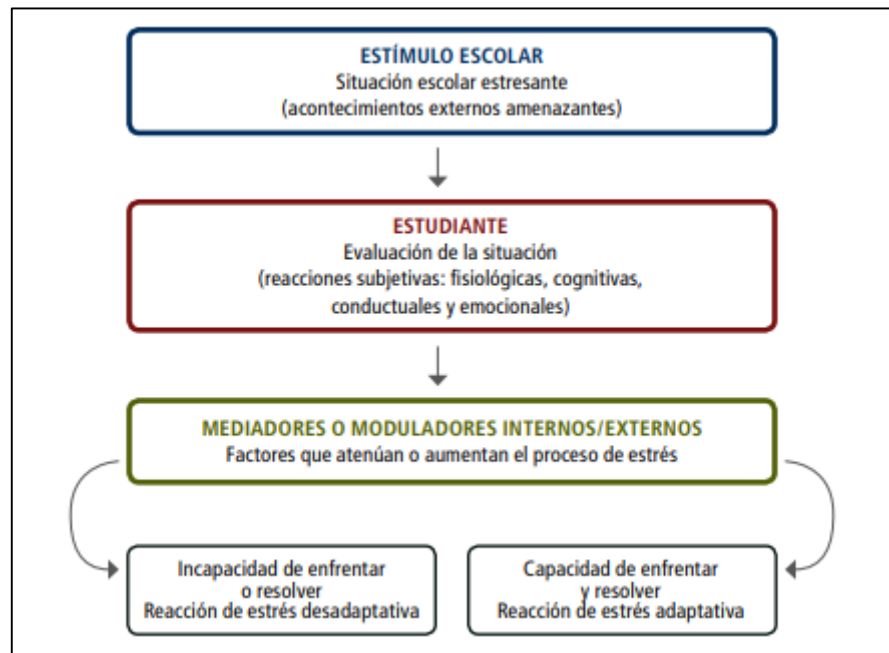 ESTÍMULO ESCOLAR
Situación escolar estresante
(acontecimientos externos amenazantes)
ESTUDIANTE
Evaluación de la situación
(reacciones subjetivas: fisiológicas, cognitivas,
conductuales y emocionales)
MEDIADORES O MODULADORES INTERNOS/EXTERNOS
Factores que atenúan o aumentan el proceso de estrés
Incapacidad de enfrentar
o resolver
Reacción de estrés desadaptativa
Capacidad de enfrentar
y resolver
Reacción de estrés adaptativa